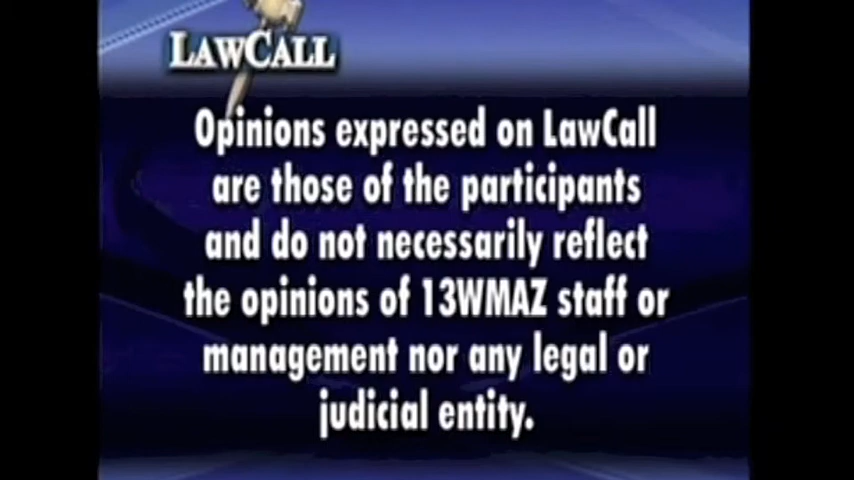 LAWCALL
Opinions expressed on LawCall
are those of the participants
and do not necessarily reflect
the opinions of 13WMAZ staff or
management nor any legal or
judicial entity.